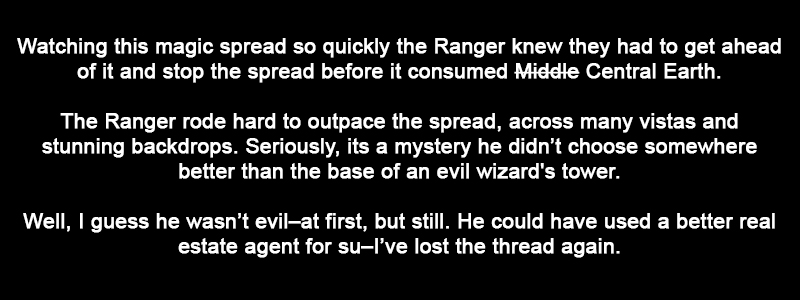 Watching this magic spread so quickly the Ranger knew they had to get ahead
of it and stop the spread before it consumed Middle Central Earth.
The Ranger rode hard to outpace the spread, across many vistas and
stunning backdrops. Seriously, its a mystery he didn’t choose somewhere
better than the base of an evil wizard's tower.
Well, I guess he wasn’t evil–at first, but still. He could have used a better real
estate agent for su–I’ve lost the thread again.